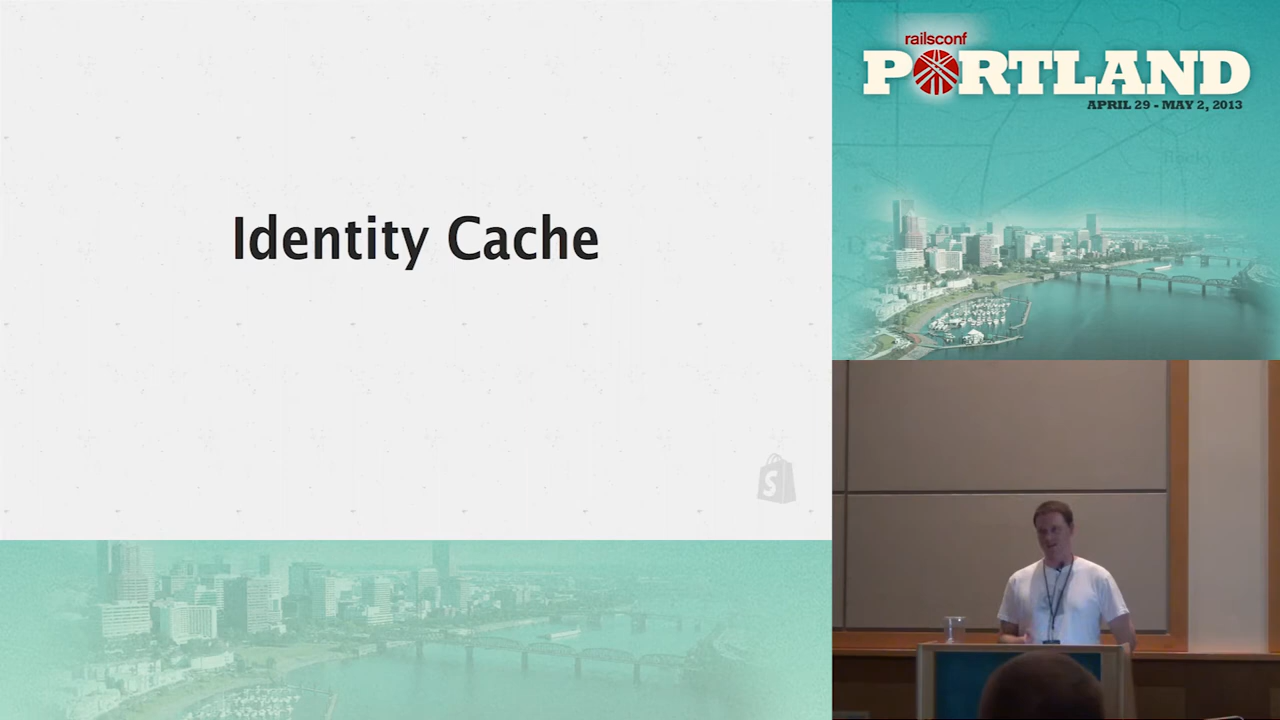 Identity Cache
railsconf
PORTLAND
APRIL 29 - MAY 2, 2013
S